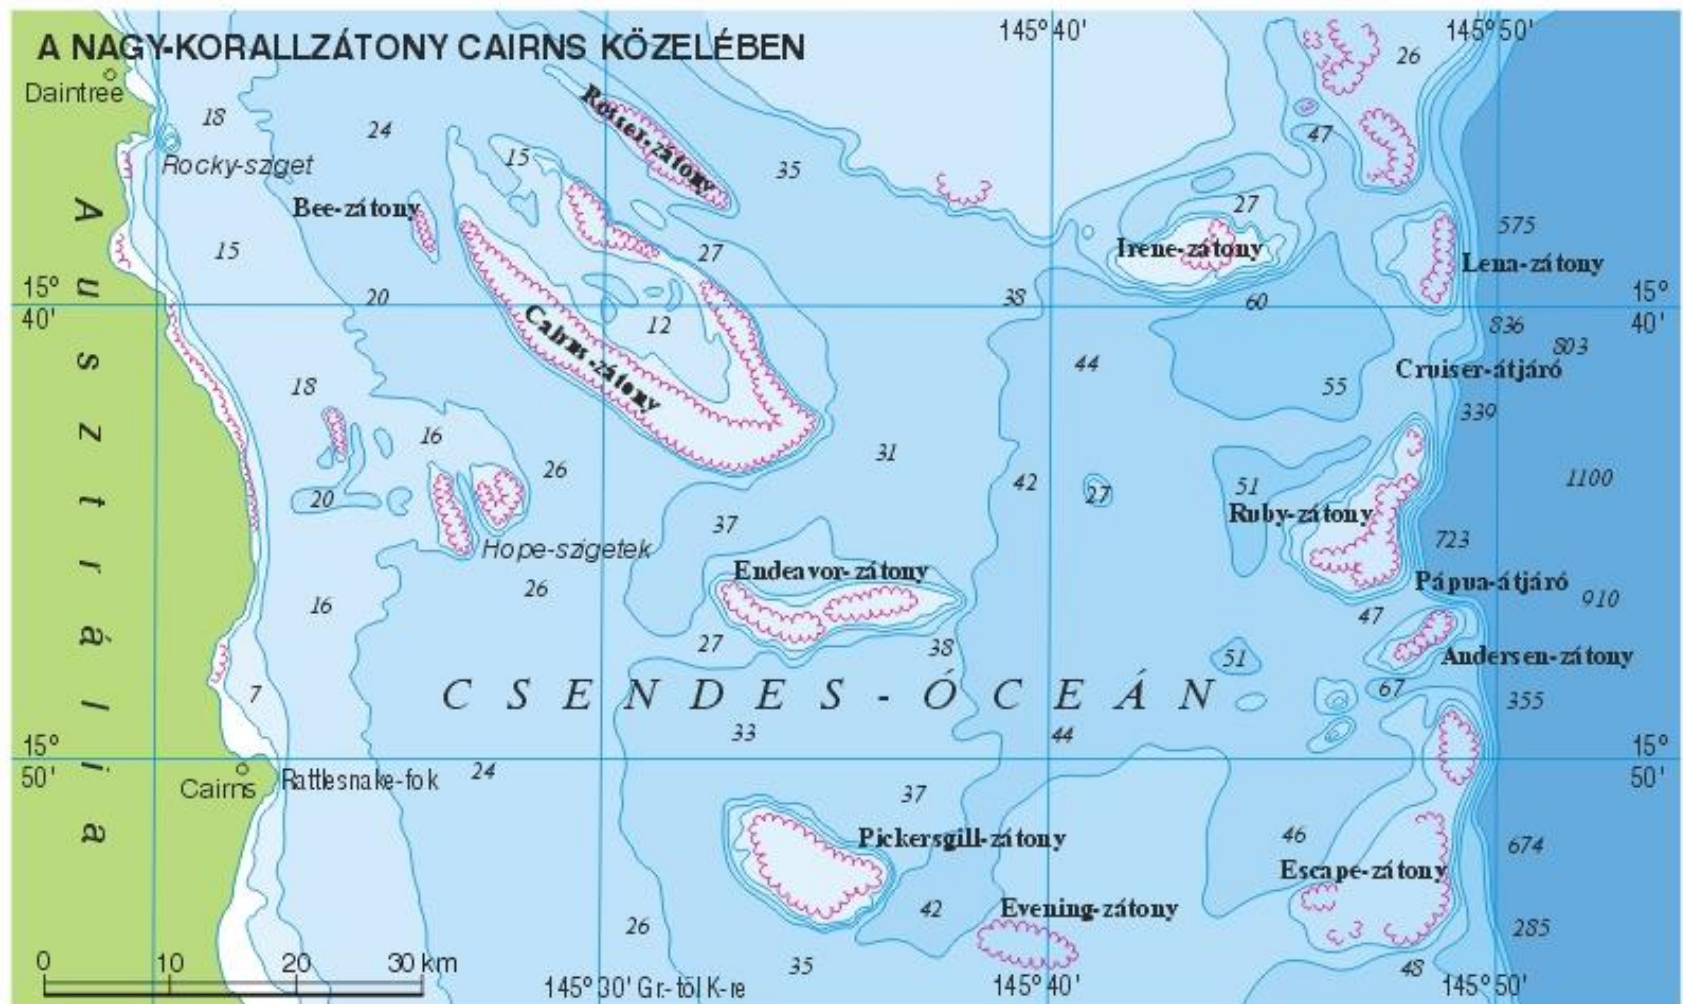 A NAGY-KORALLZÁTONY CAIRNS KÖZELÉBEN
145° 40'
145° 50'
26
Daintree
18
24
Rosser-zátony
47
15
35
Rocky-sziget
Bee-zátony
27
575
15
27
Irene-zátony
Lena-zátony
15°
40'
20
38
60
15°
40'
12
836
803
Cairns-zátony
44
Cruiser-átjáró
18
55
339
16
31
26
42
27
51
1100
20
Ruby-zátony
37
723
Hope-szigetek
Endeavor-zátony
Pápua-átjáró
26
910
16
47
27
38
51
Andersen-zátony
7
CSENDES-ÓCEÁN
67
355
33
44
15°
50'
15°
50'
24
Cairns
Rattlesnake-fok
37
Pickersgill-zátony
46
674
Escape-zátony
42
Evening-zátony
26
285
35
48
0 10 20 30 km
145° 30' Gr.-től K-re
145° 40'
145° 50'
Ausztrália